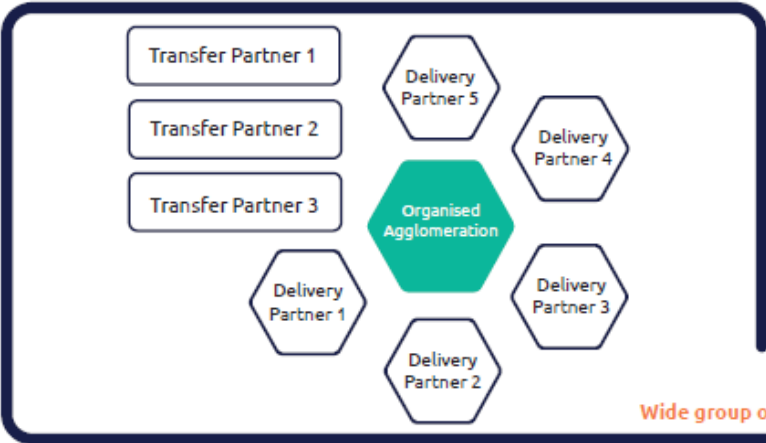 Transfer Partner 1
Transfer Partner 2
Transfer Partner 3
Delivery
Partner 5
Delivery
Partner 4
Organised
Agglomeration
Delivery
Partner 1
Delivery
Partner 3
Delivery
Partner 2
Wide group o